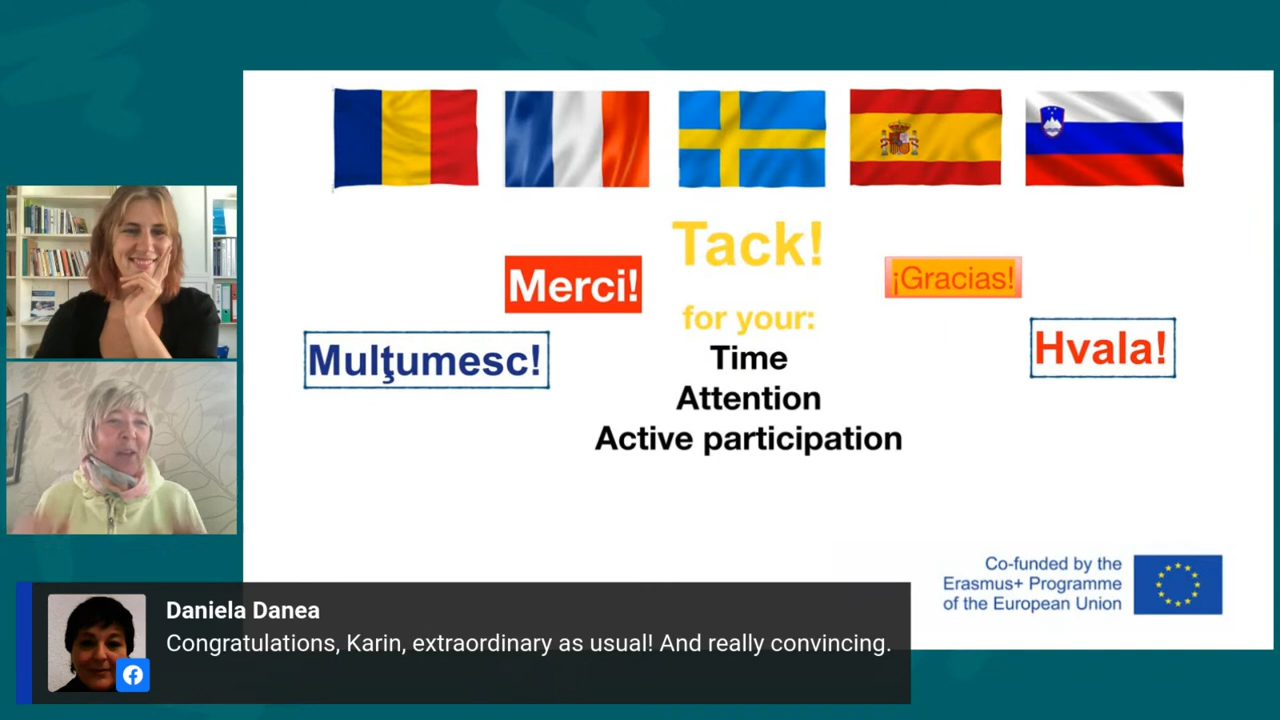 Tack!
Merci!
¡Gracias!
for your:
Mulţumesc!
Time
Hvala!
Attention
Active participation
Co-funded by the
Erasmus+ Programme
of the European Union
Daniela Danea
Congratulations, Karin, extraordinary as usual! And really convincing.